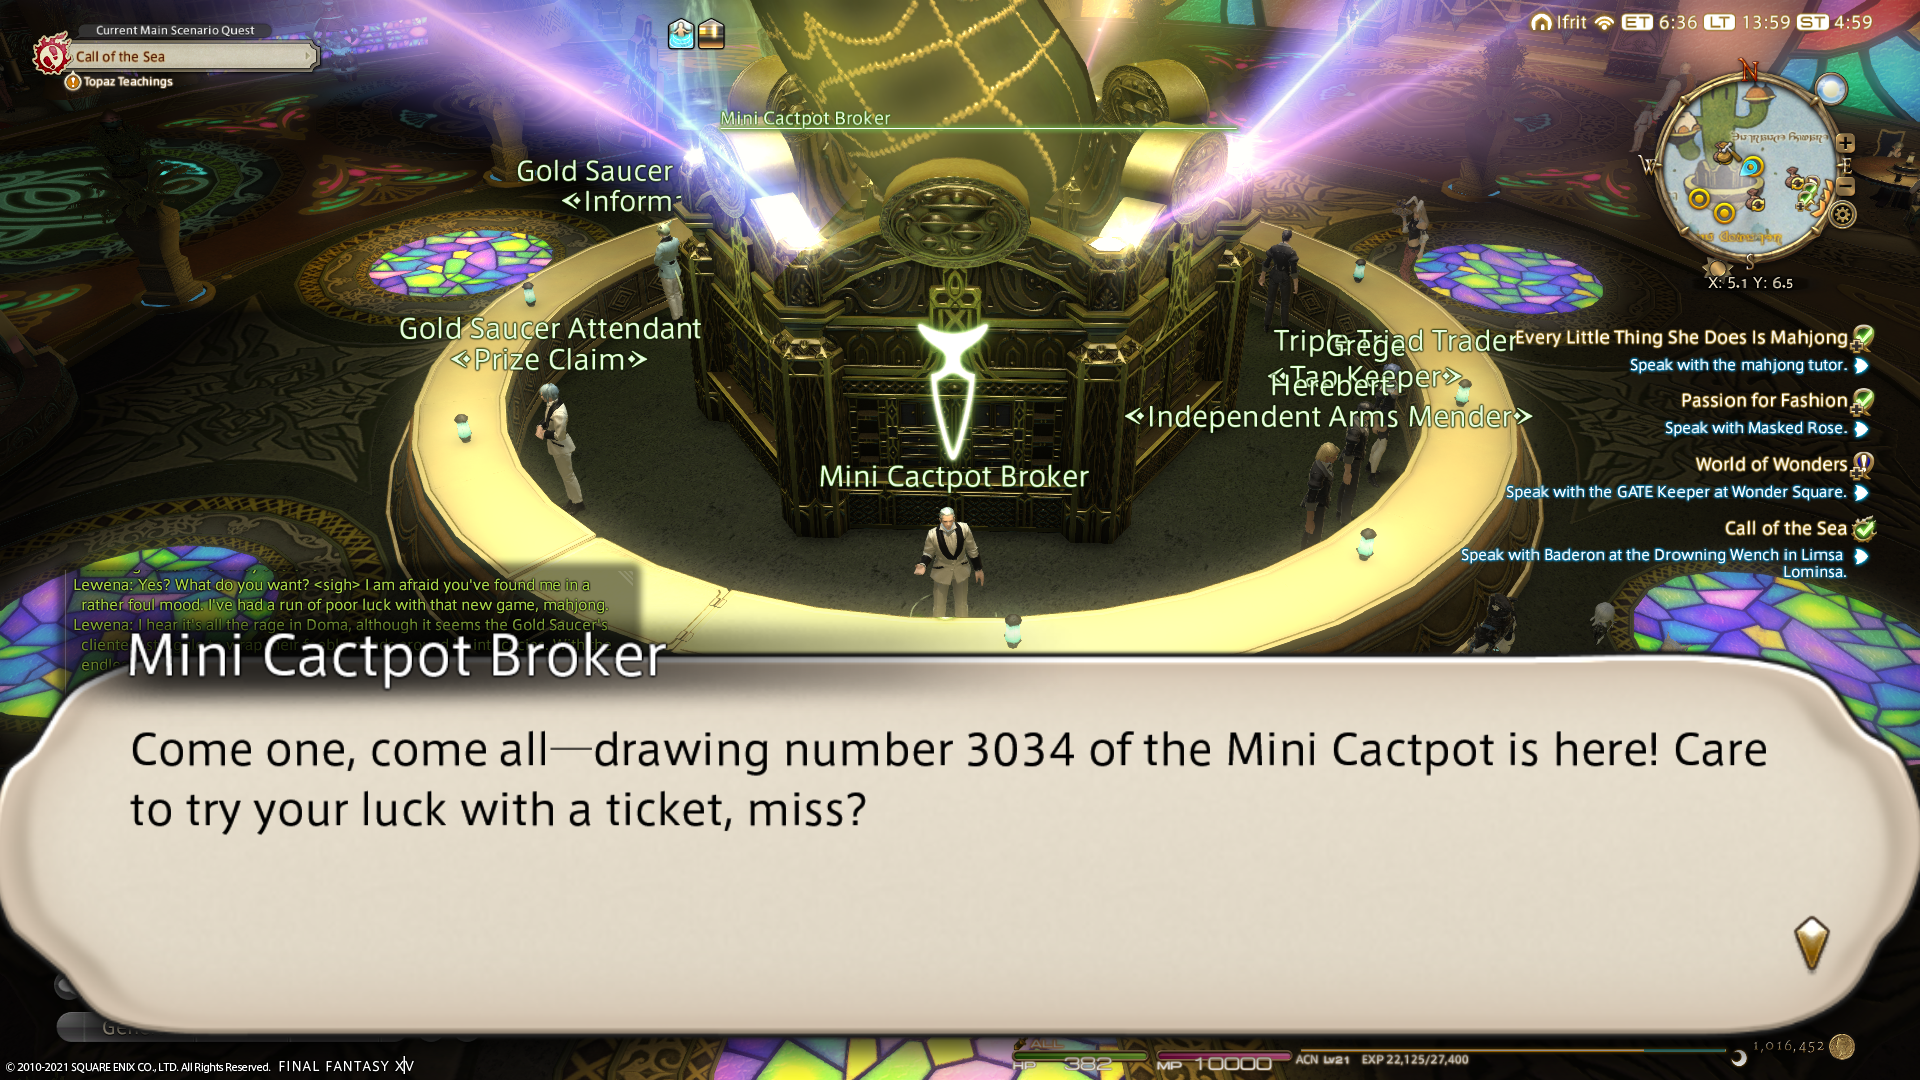 Current Main Scenario Quest
Call of the Sea
Topaz Teachings
Ifrit ET 6:36 LT 13:59 ST 4:59
N
W
E
S
X: 5.1 Y: 6.5
Mini Cactpot Broker
Gold Saucer
Inform
Gold Saucer Attendant
Prize Claim
Triple Triad Trader
Grege
Tap Keeper
Herebert
Independent Arms Mender
Mini Cactpot Broker
Every Little Thing She Does Is Mahjong
Speak with the mahjong tutor.
Passion for Fashion
Speak with Masked Rose.
World of Wonders
Speak with the GATE Keeper at Wonder Square.
Call of the Sea
Speak with Baderon at the Drowning Wench in Limsa
Lominsa.
Lewena: Yes? What do you want? <sigh> I am afraid you've found me in a
rather foul mood. I've had a run of poor luck with that new game, mahjong.
Lewena: I hear it's all the rage in Doma, although it seems the Gold Saucer's
Mini Cactpot Broker
Come one, come all—drawing number 3034 of the Mini Cactpot is here! Care
to try your luck with a ticket, miss?
HP 382 MP 10000 ACN Lv21 EXP 22,125/27,400
1,016,452
© 2010-2021 SQUARE ENIX CO., LTD. All Rights Reserved. FINAL FANTASY XIV